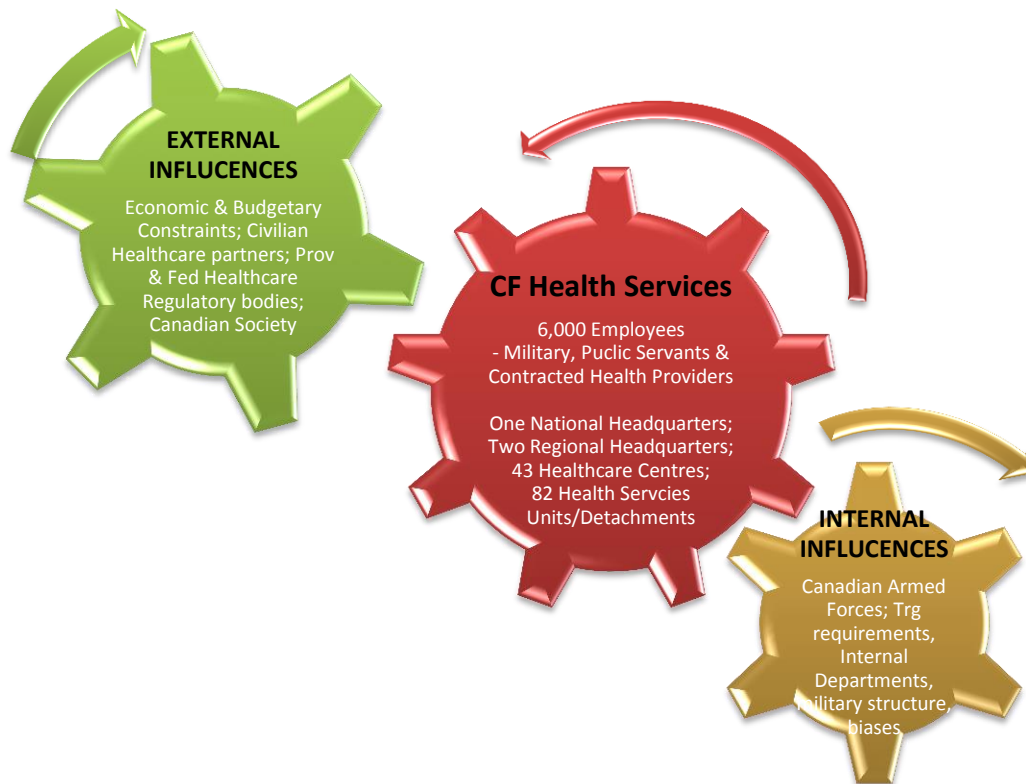 EXTERNAL
INFLUCENCES
Economic & Budgetary
Constraints; Civilian
Healthcare partners; Prov
& Fed Healthcare
Regulatory bodies;
Canadian Society
CF Health Services
6,000 Employees
- Military, Puclic Servants &
Contracted Health Providers
One National Headquarters;
Two Regional Headquarters;
43 Healthcare Centres;
82 Health Servcies
Units/Detachments
INTERNAL
INFLUCENCES
Canadian Armed
Forces; Trg
requirements,
Internal
Departments,
military structure,
biases